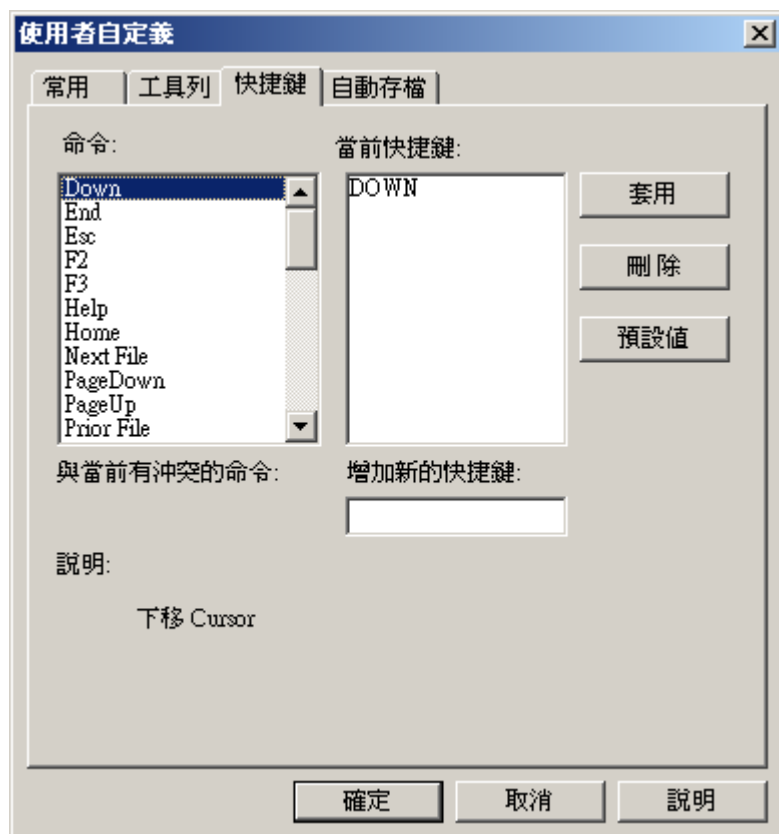 使用者自定義
常用 工具列 快捷鍵 自動存檔
命令: 當前快捷鍵:
Down
End
Esc
F2
F3
Help
Home
Next File
PageDown
PageUp
Prior File
DOWN
套用
刪除
預設值
與當前有沖突的命令: 增加新的快捷鍵:
說明:
下移 Cursor
確定 取消 說明